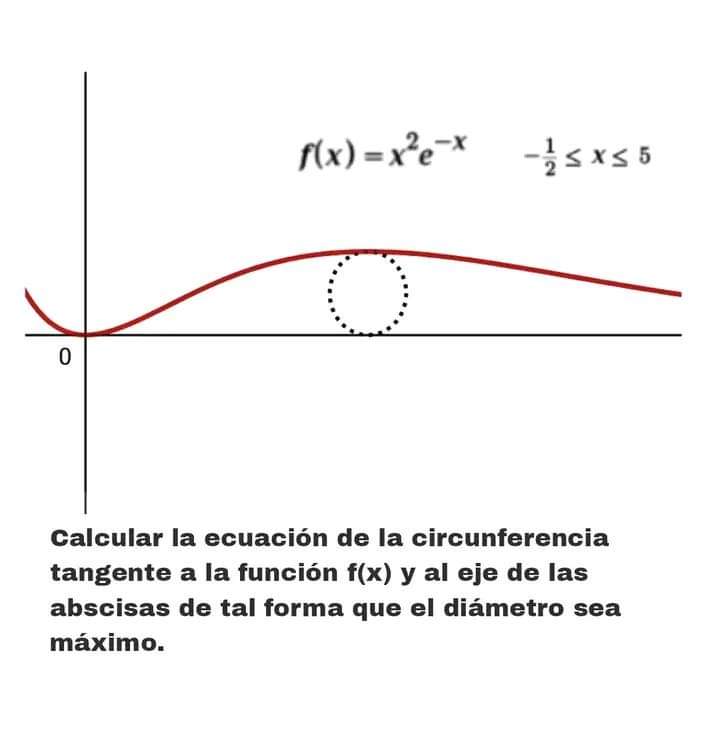 f(x) = x²e⁻ˣ    -½ ≤ x ≤ 5
0
Calcular la ecuación de la circunferencia
tangente a la función f(x) y al eje de las
abscisas de tal forma que el diámetro sea
máximo.